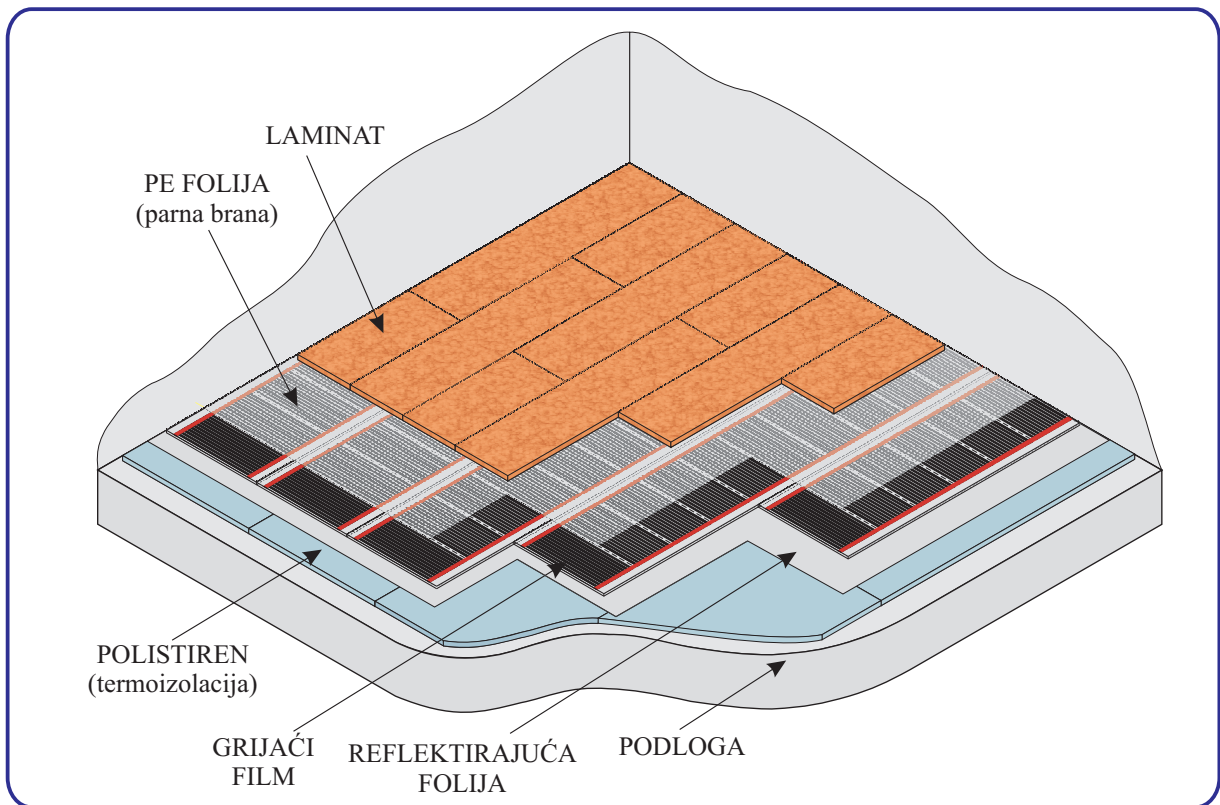 LAMINAT
PE FOLIJA
(parna brana)
POLISTIREN
(termoizolacija)
GRIJAĆI
FILM
REFLEKTIRAJUĆA
FOLIJA
PODLOGA